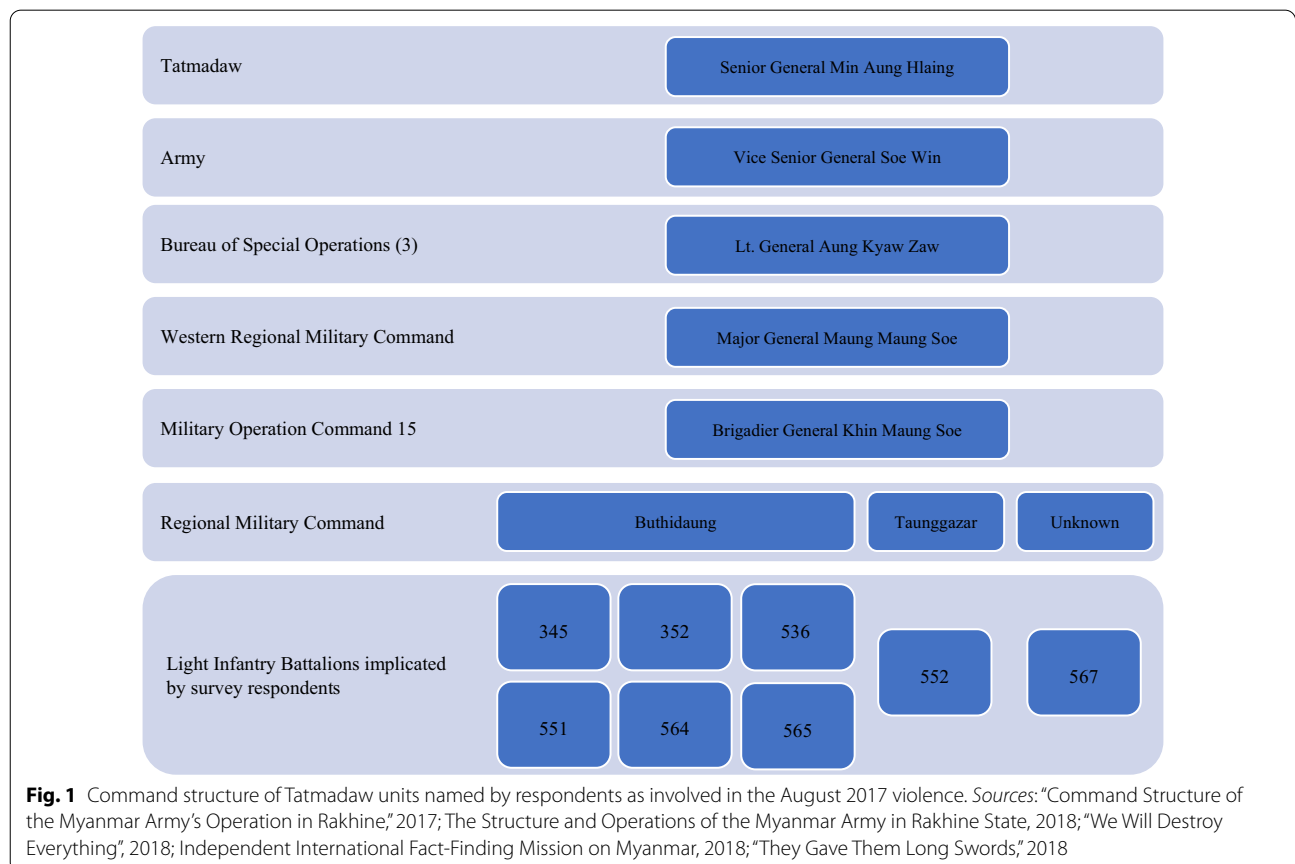 Tatmadaw
Senior General Min Aung Hlaing
Army
Vice Senior General Soe Win
Bureau of Special Operations (3)
Lt. General Aung Kyaw Zaw
Western Regional Military Command
Major General Maung Maung Soe
Military Operation Command 15
Brigadier General Khin Maung Soe
Regional Military Command
Buthidaung
Taunggazar
Unknown
Light Infantry Battalions implicated
by survey respondents
345
352
536
551
564
565
552
567
Fig. 1 Command structure of Tatmadaw units named by respondents as involved in the August 2017 violence. Sources: “Command Structure of
the Myanmar Army’s Operation in Rakhine,” 2017; The Structure and Operations of the Myanmar Army in Rakhine State, 2018; “We Will Destroy
Everything”, 2018; Independent International Fact-Finding Mission on Myanmar, 2018; “They Gave Them Long Swords,” 2018